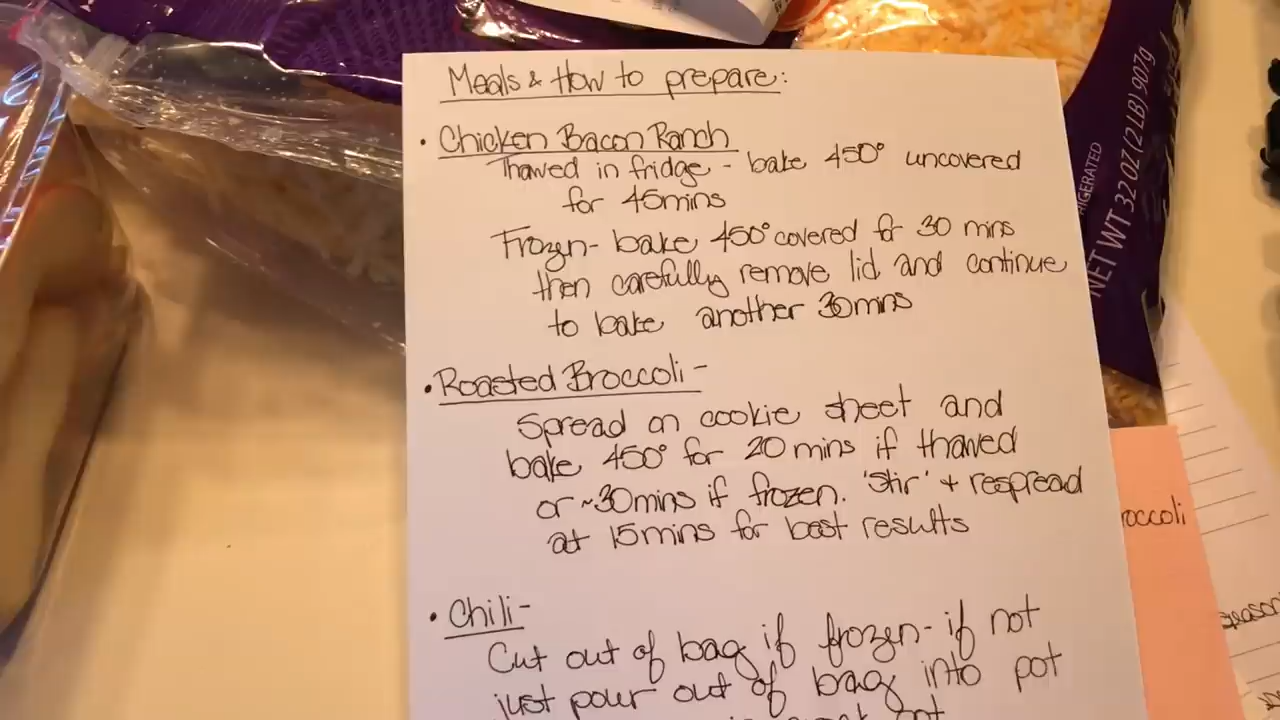 Meals & How to prepare:
• Chicken Bacon Ranch
Thawed in fridge - bake 450° uncovered
for 45mins
Frozen- bake 450° covered for 30 mins
then carefully remove lid and continue
to bake another 30mins
• Roasted Broccoli -
Spread on cookie sheet and
bake 450° for 20 mins if thawed
or ~30mins if frozen. 'Stir' + respread
at 15mins for best results
• Chili-
Cut out of bag if frozen- if not
just pour out of bag into pot
RIGERATED
NET WT 32 OZ (2 LB) 907g
roccoli